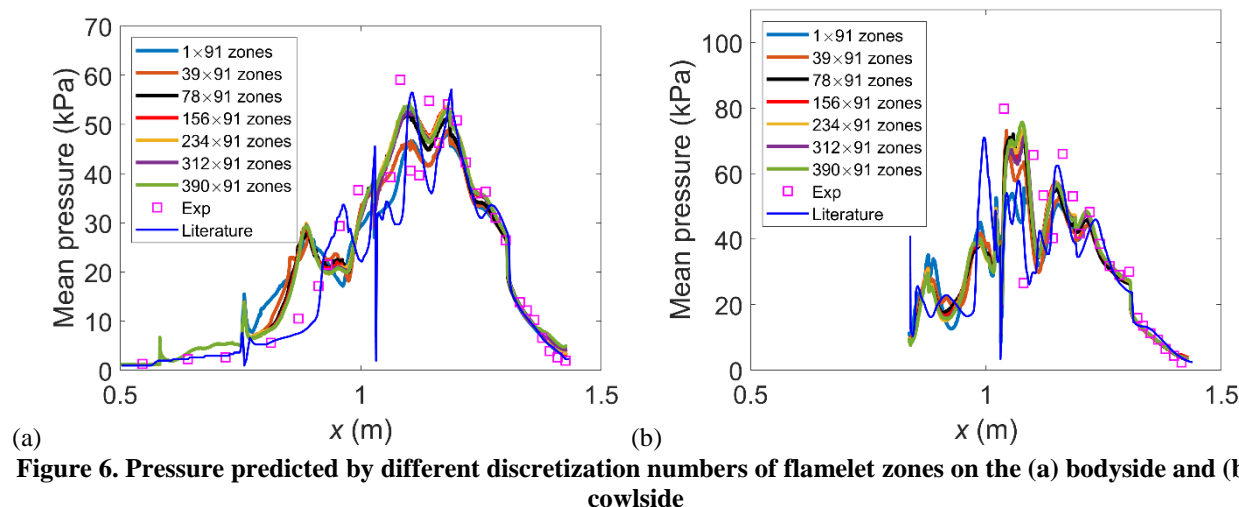 70
60
50
40
30
20
10
0
Mean pressure (kPa)
1×91 zones
39×91 zones
78×91 zones
156×91 zones
234×91 zones
312×91 zones
390×91 zones
Exp
Literature
0.5
1
1.5
x (m)
(a)
100
80
60
40
20
0
Mean pressure (kPa)
1×91 zones
39×91 zones
78×91 zones
156×91 zones
234×91 zones
312×91 zones
390×91 zones
Exp
Literature
0.5
1
1.5
x (m)
(b)
Figure 6. Pressure predicted by different discretization numbers of flamelet zones on the (a) bodyside and (b
cowlside